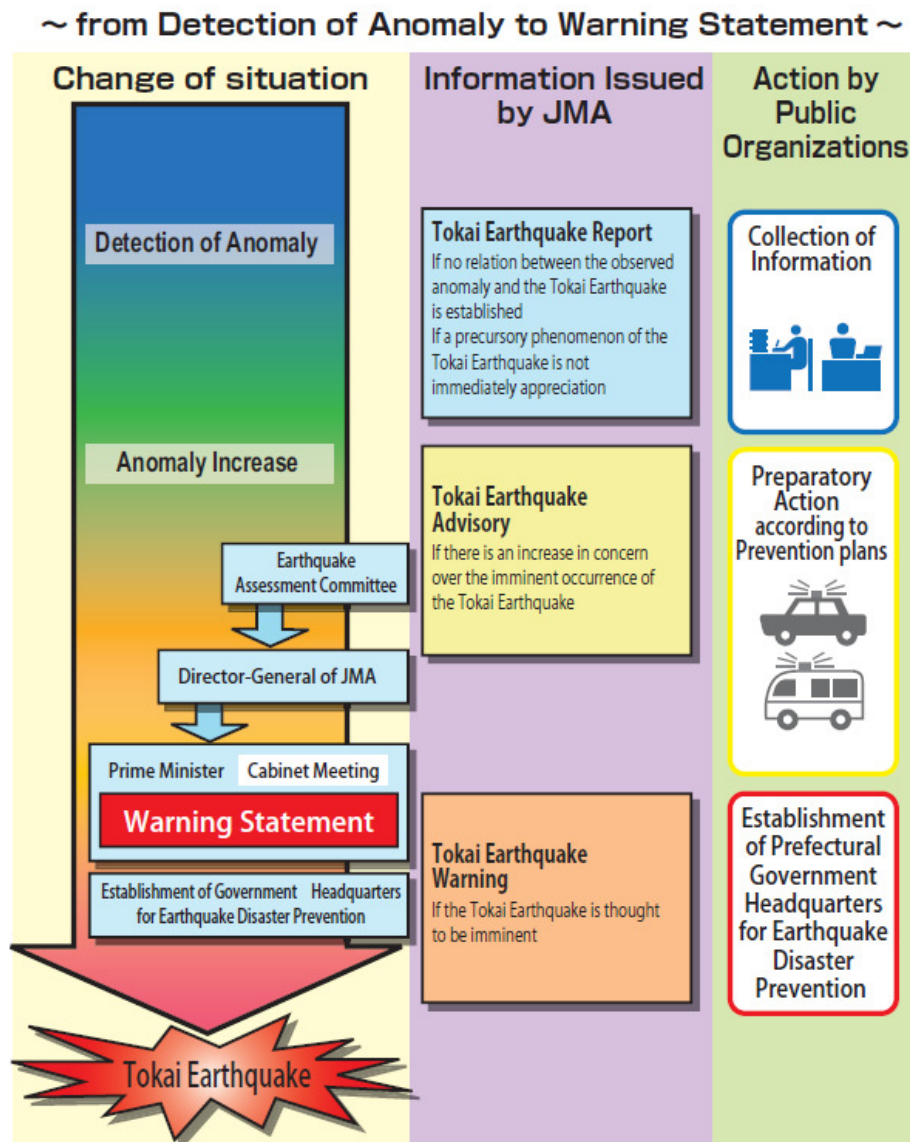 ～ from Detection of Anomaly to Warning Statement ～
Change of situation
Information Issued
by JMA
Action by
Public
Organizations
Detection of Anomaly
Tokai Earthquake Report
If no relation between the observed
anomaly and the Tokai Earthquake
is established
If a precursory phenomenon of the
Tokai Earthquake is not
immediately appreciation
Collection of
Information
Anomaly Increase
Tokai Earthquake
Advisory
If there is an increase in concern
over the imminent occurrence of
the Tokai Earthquake
Preparatory
Action
according to
Prevention plans
Earthquake
Assessment Committee
Director-General of JMA
Prime Minister Cabinet Meeting
Warning Statement
Establishment of Government Headquarters
for Earthquake Disaster Prevention
Tokai Earthquake
Warning
If the Tokai Earthquake is thought
to be imminent
Establishment
of Prefectural
Government
Headquarters
for Earthquake
Disaster
Prevention
Tokai Earthquake